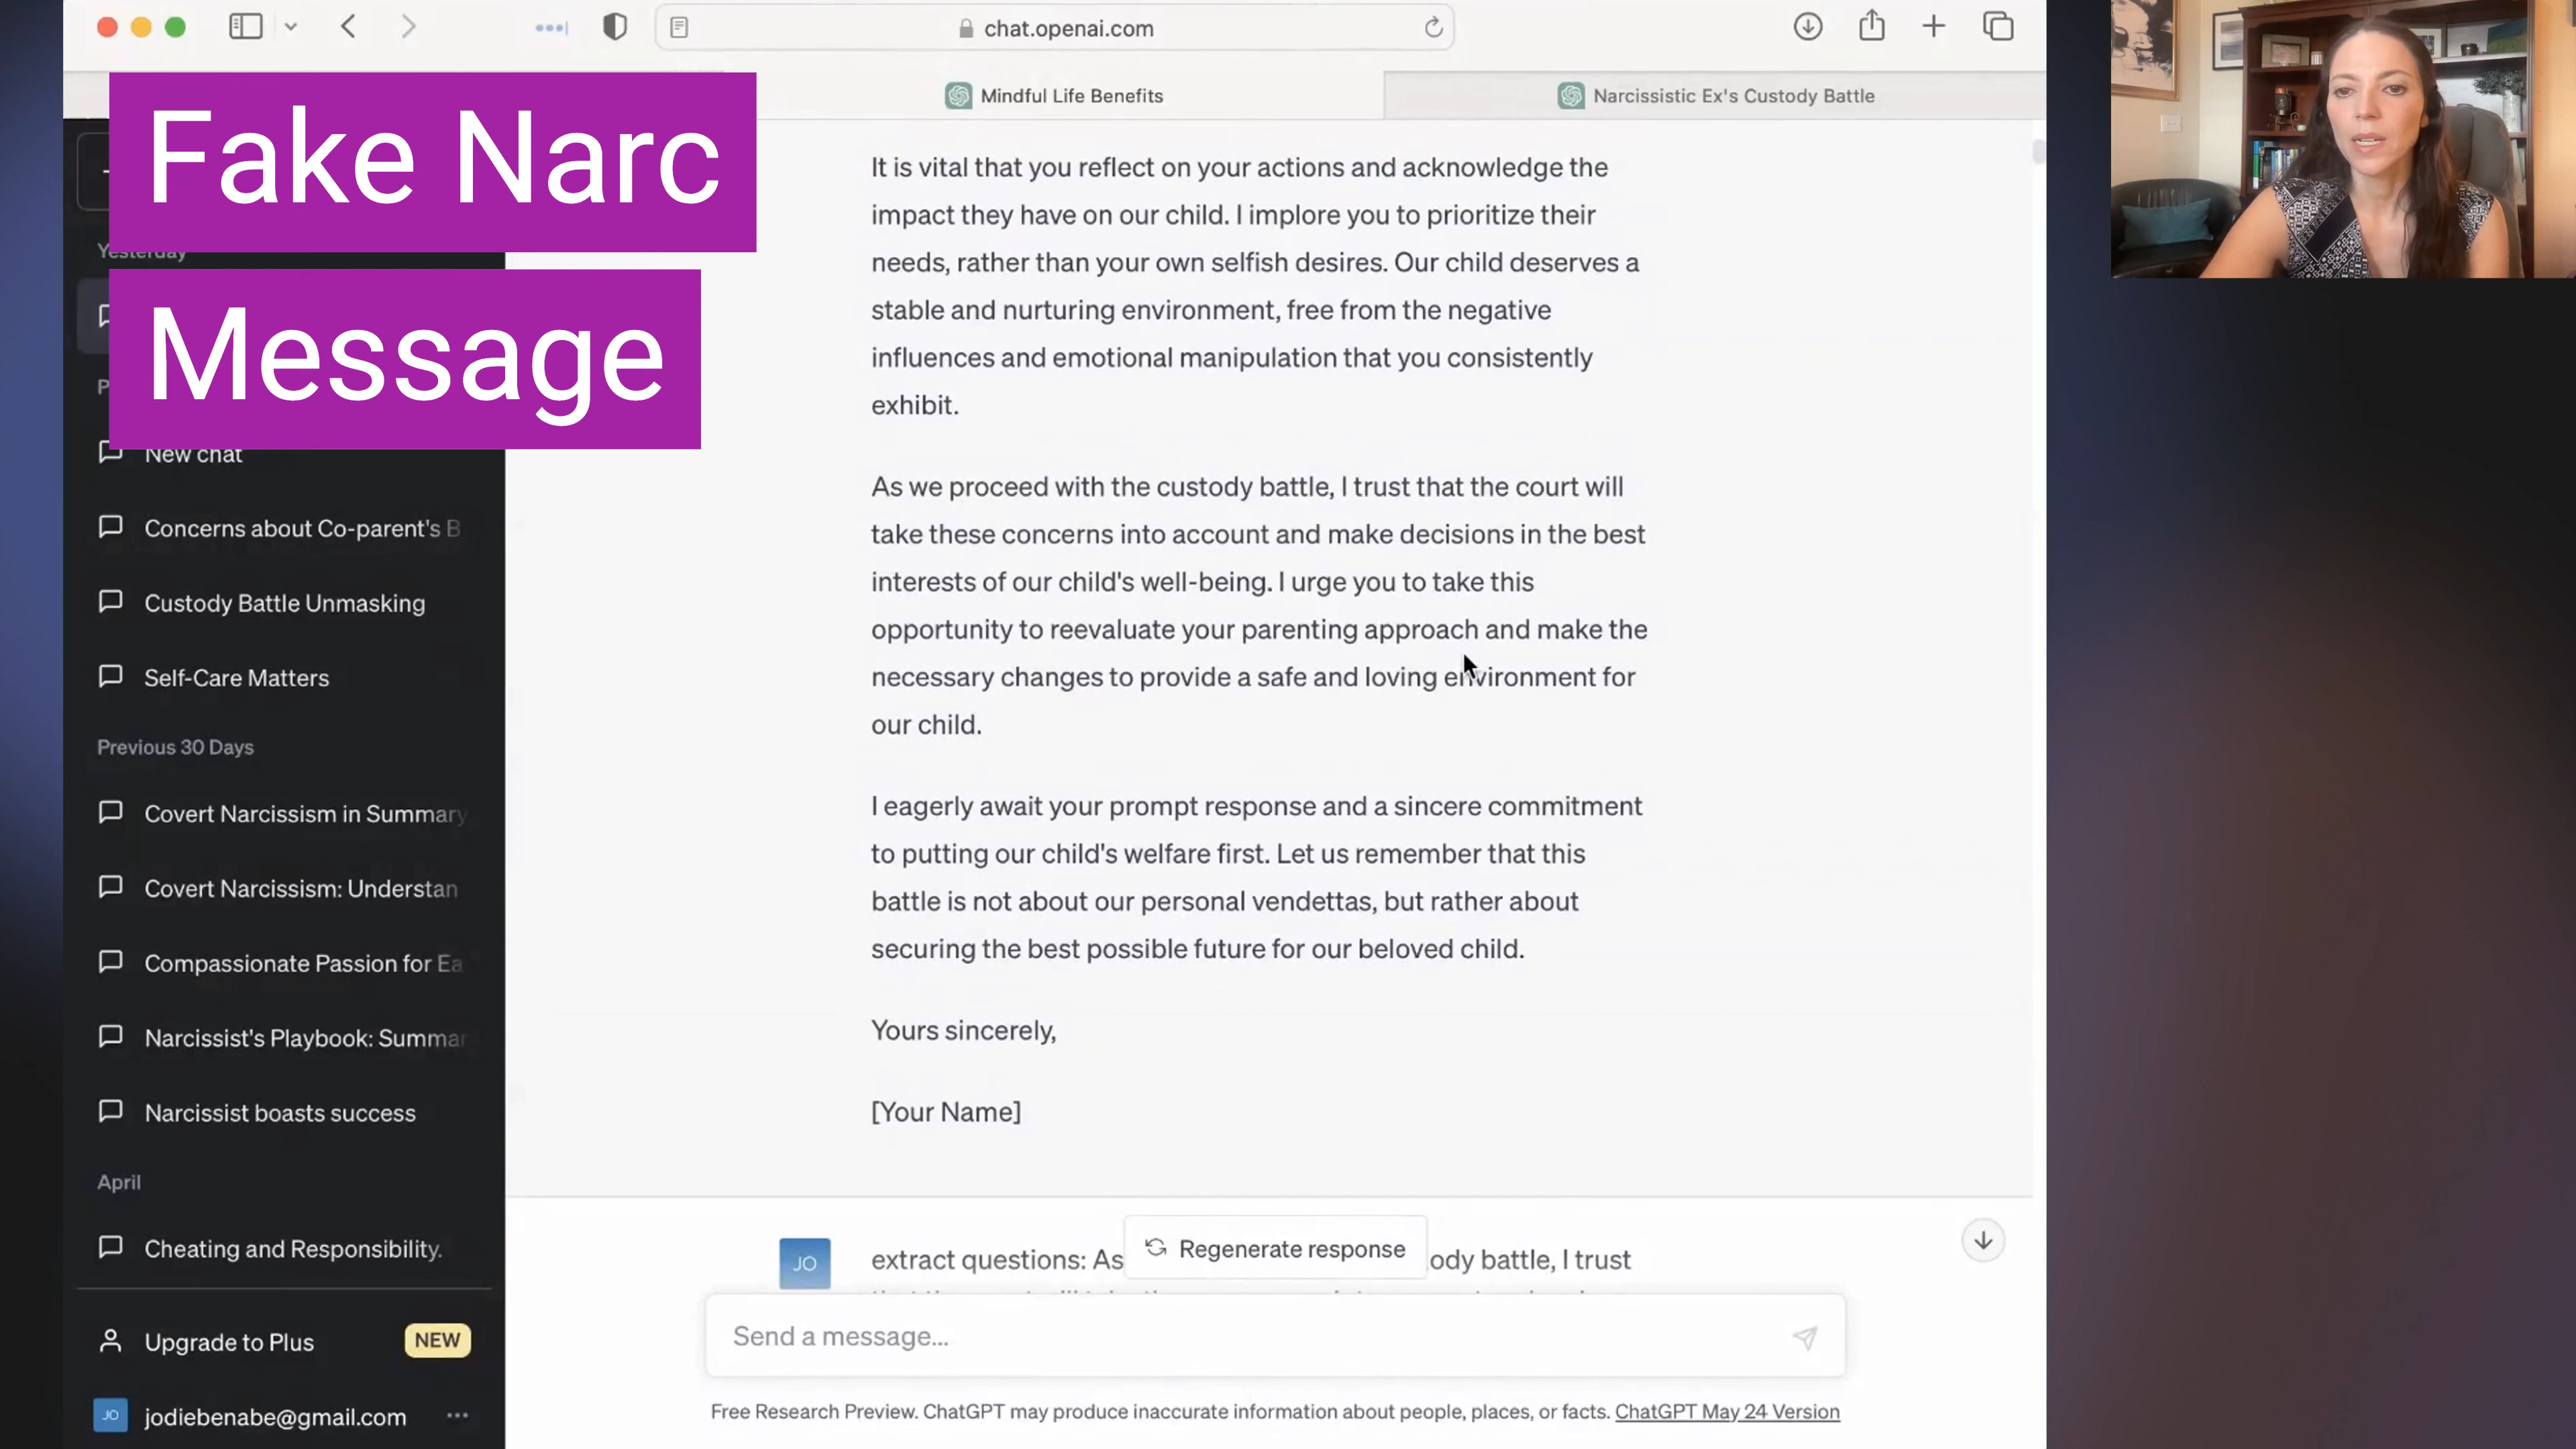 chat.openai.com
Mindful Life Benefits
Narcissistic Ex's Custody Battle
Fake Narc
Message
Yesterday
New chat
Concerns about Co-parent's B
Custody Battle Unmasking
Self-Care Matters
Previous 30 Days
Covert Narcissism in Summary
Covert Narcissism: Understan
Compassionate Passion for Ea
Narcissist's Playbook: Summar
Narcissist boasts success
April
Cheating and Responsibility.
Upgrade to Plus
NEW
JO
jodiebenabe@gmail.com
It is vital that you reflect on your actions and acknowledge the
impact they have on our child. I implore you to prioritize their
needs, rather than your own selfish desires. Our child deserves a
stable and nurturing environment, free from the negative
influences and emotional manipulation that you consistently
exhibit.
As we proceed with the custody battle, I trust that the court will
take these concerns into account and make decisions in the best
interests of our child's well-being. I urge you to take this
opportunity to reevaluate your parenting approach and make the
necessary changes to provide a safe and loving environment for
our child.
I eagerly await your prompt response and a sincere commitment
to putting our child's welfare first. Let us remember that this
battle is not about our personal vendettas, but rather about
securing the best possible future for our beloved child.
Yours sincerely,
[Your Name]
JO
extract questions: As ody battle, I trust
Regenerate response
Send a message...
Free Research Preview. ChatGPT may produce inaccurate information about people, places, or facts. ChatGPT May 24 Version